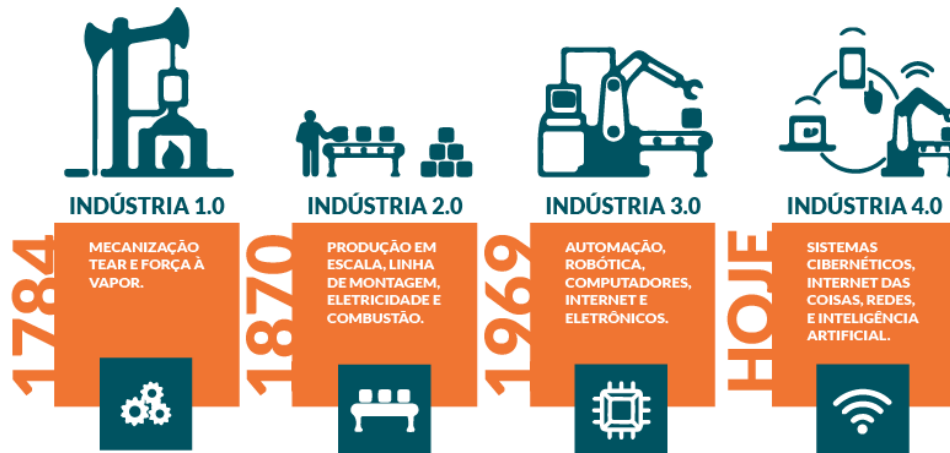 INDÚSTRIA 1.0
1784
MECANIZAÇÃO
TEAR E FORÇA À
VAPOR.
INDÚSTRIA 2.0
1870
PRODUÇÃO EM
ESCALA, LINHA
DE MONTAGEM,
ELETRICIDADE E
COMBUSTÃO.
INDÚSTRIA 3.0
1969
AUTOMAÇÃO,
ROBÓTICA,
COMPUTADORES,
INTERNET E
ELETRÔNICOS.
INDÚSTRIA 4.0
HOJE
SISTEMAS
CIBERNÉTICOS,
INTERNET DAS
COISAS, REDES,
E INTELIGÊNCIA
ARTIFICIAL.